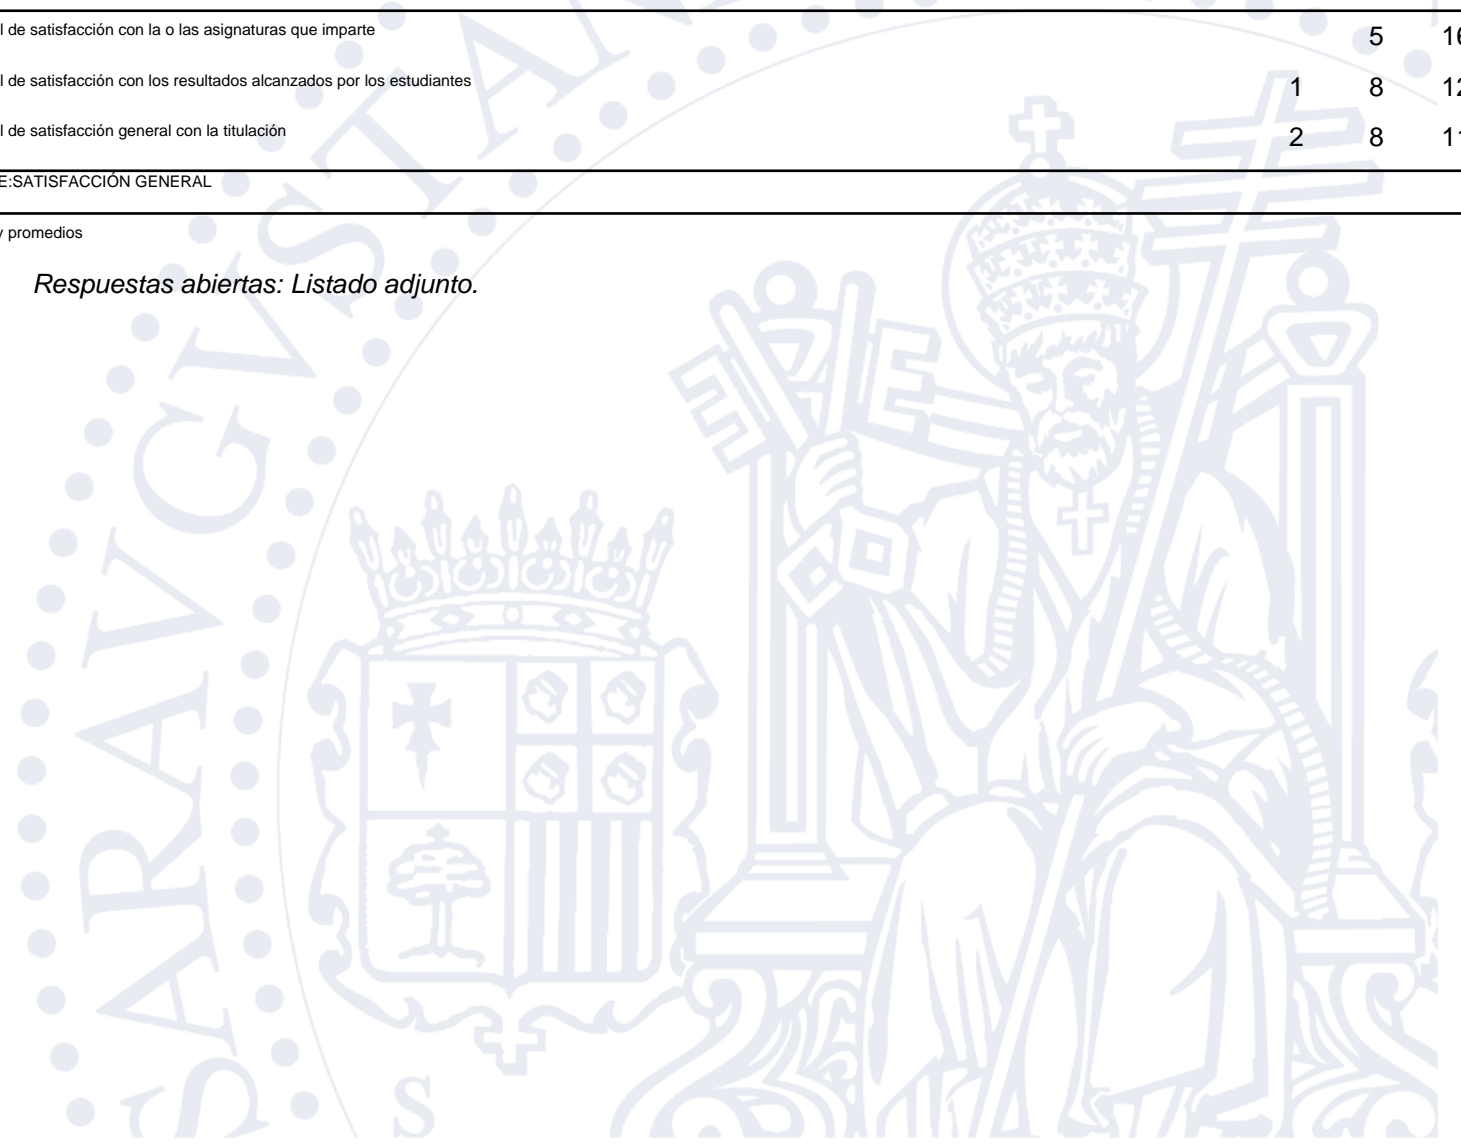 l de satisfacción con la o las asignaturas que imparte 5 16
l de satisfacción con los resultados alcanzados por los estudiantes 1 8 12
l de satisfacción general con la titulación 2 8 11
E:SATISFACCIÓN GENERAL
y promedios
Respuestas abiertas: Listado adjunto.
SARAVGVSTAN
S